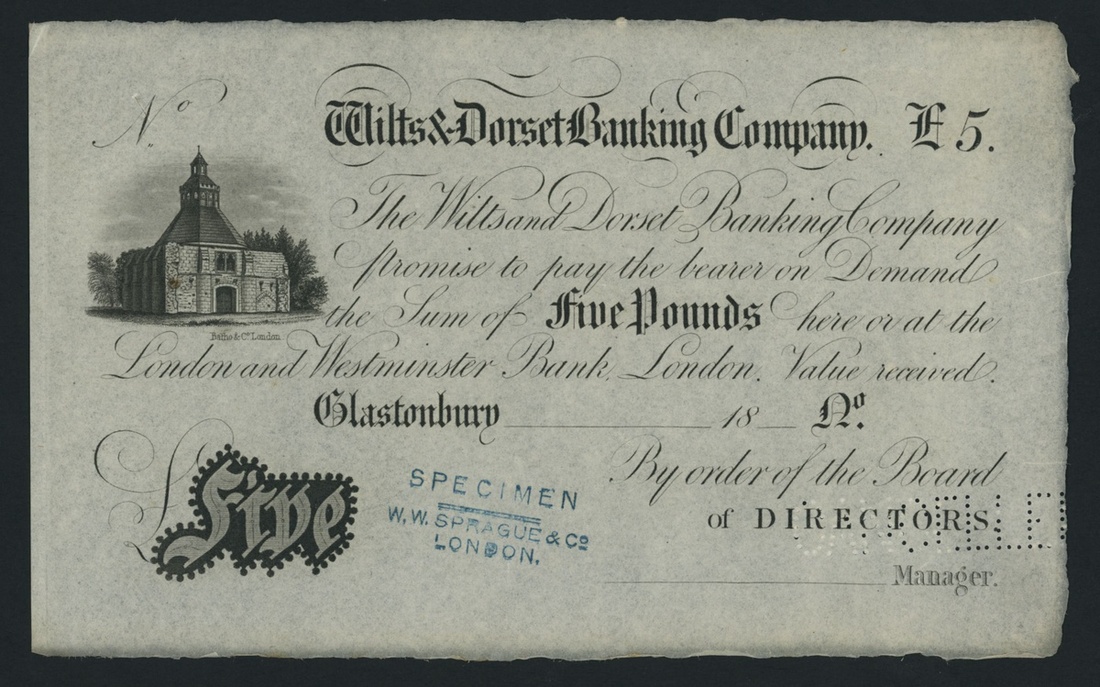 No.
Wilts & Dorset Banking Company. £5.
The Wilts and Dorset Banking Company
promise to pay the bearer on Demand
the Sum of Five Pounds here or at the
London and Westminster Bank, London. Value received.
Glastonbury 18 No.
By order of the Board
of DIRECTORS.
Manager.
£Five
SPECIMEN
W.W. SPRAGUE & Co
LONDON.
CANCELLED